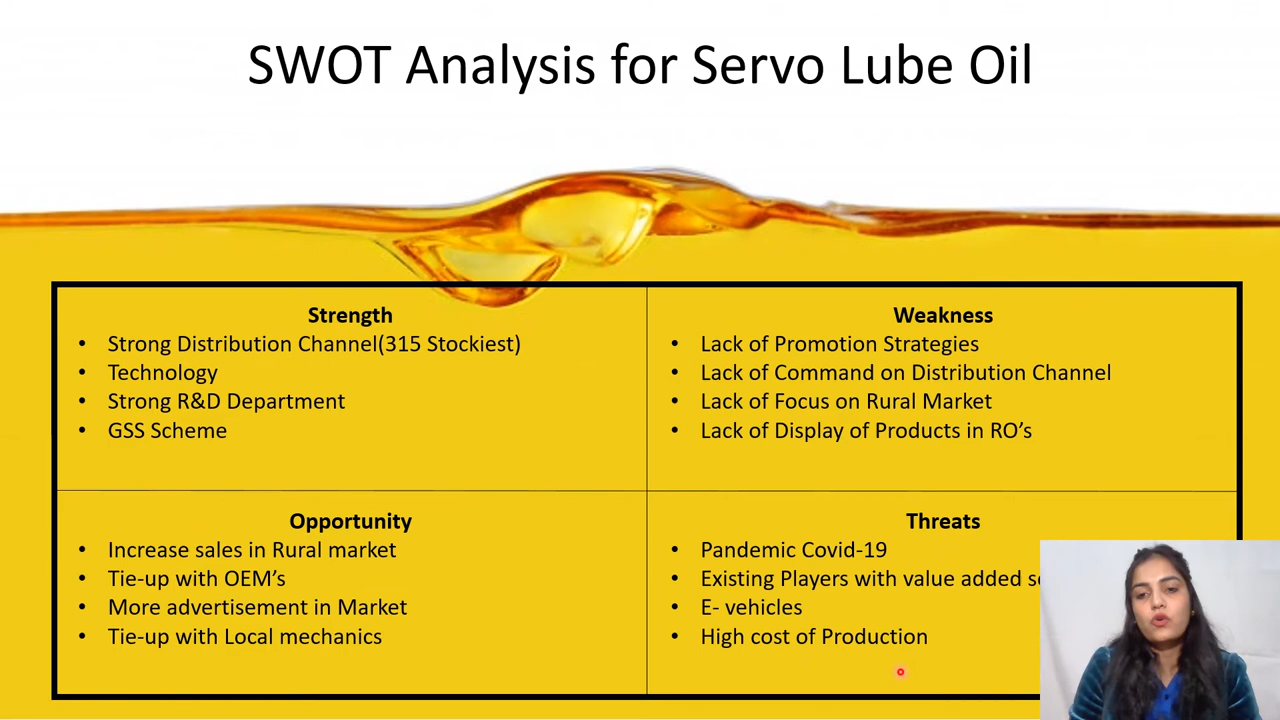 SWOT Analysis for Servo Lube Oil
Strength
• Strong Distribution Channel(315 Stockiest)
• Technology
• Strong R&D Department
• GSS Scheme
Weakness
• Lack of Promotion Strategies
• Lack of Command on Distribution Channel
• Lack of Focus on Rural Market
• Lack of Display of Products in RO’s
Opportunity
• Increase sales in Rural market
• Tie-up with OEM’s
• More advertisement in Market
• Tie-up with Local mechanics
Threats
• Pandemic Covid-19
• Existing Players with value added
• E- vehicles
• High cost of Production